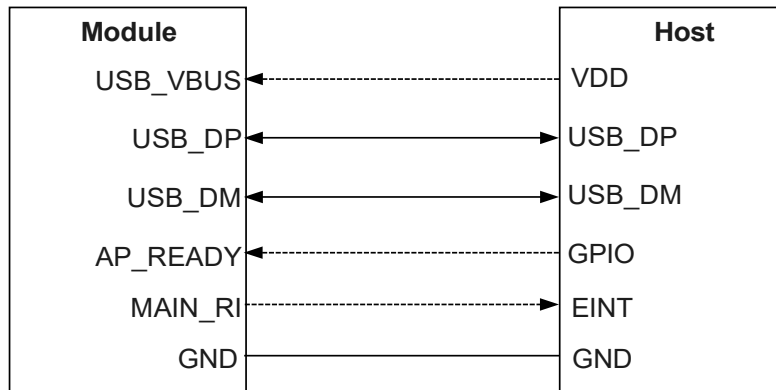 Module Host
USB_VBUS VDD
USB_DP USB_DP
USB_DM USB_DM
AP_READY GPIO
MAIN_RI EINT
GND GND